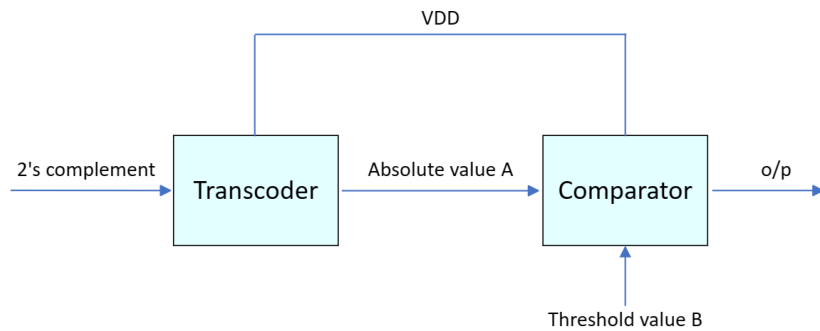 VDD
2's complement
Transcoder
Absolute value A
Comparator
o/p
Threshold value B